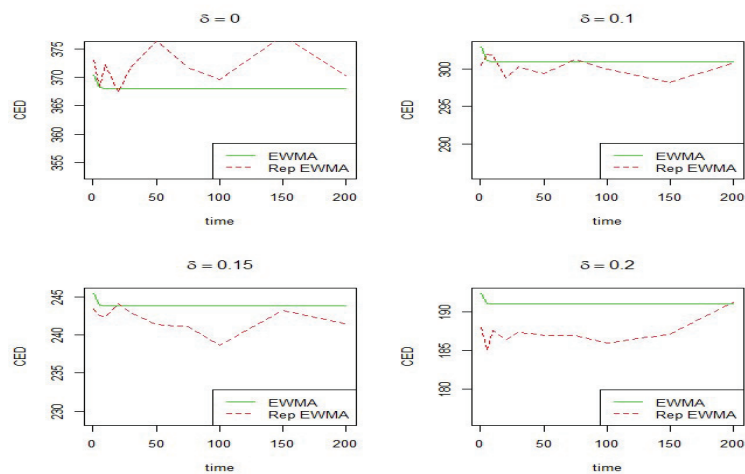 δ = 0
CED
375
370
365
360
355
0 50 100 150 200
time
EWMA
Rep EWMA
δ = 0.1
CED
300
295
290
0 50 100 150 200
time
EWMA
Rep EWMA
δ = 0.15
CED
245
240
235
230
0 50 100 150 200
time
EWMA
Rep EWMA
δ = 0.2
CED
190
185
180
0 50 100 150 200
time
EWMA
Rep EWMA